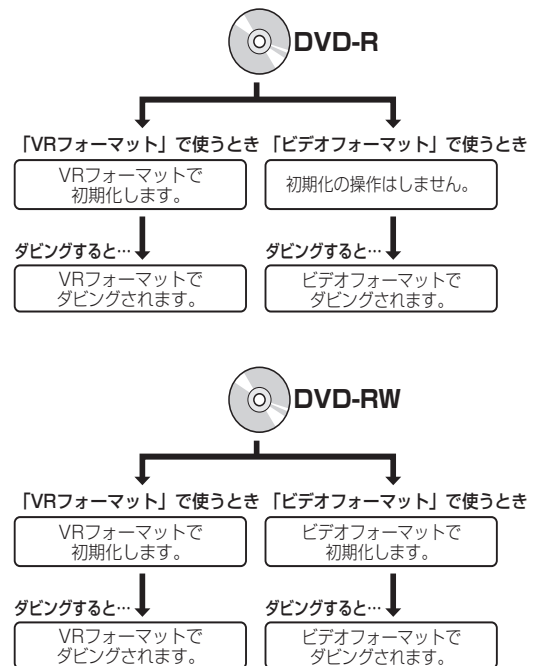 DVD-R
「VRフォーマット」で使うとき
VRフォーマットで
初期化します。
ダビングすると…
VRフォーマットで
ダビングされます。
「ビデオフォーマット」で使うとき
初期化の操作はしません。
ダビングすると…
ビデオフォーマットで
ダビングされます。
DVD-RW
「VRフォーマット」で使うとき
VRフォーマットで
初期化します。
ダビングすると…
VRフォーマットで
ダビングされます。
「ビデオフォーマット」で使うとき
ビデオフォーマットで
初期化します。
ダビングすると…
ビデオフォーマットで
ダビングされます。